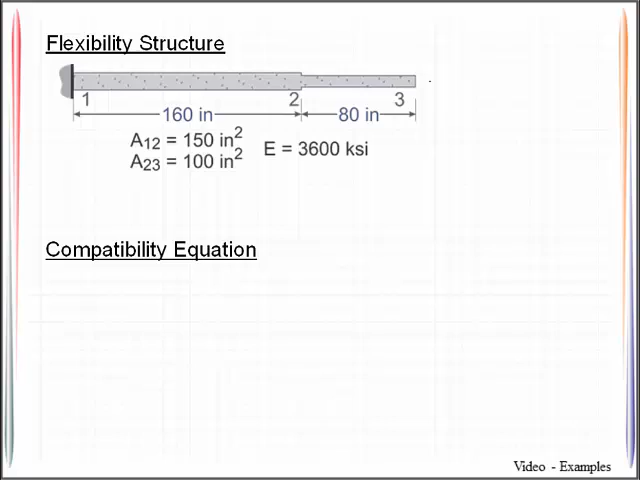 Flexibility Structure
1 2 3
160 in 80 in
A12 = 150 in2
A23 = 100 in2
E = 3600 ksi
Compatibility Equation
Video - Examples